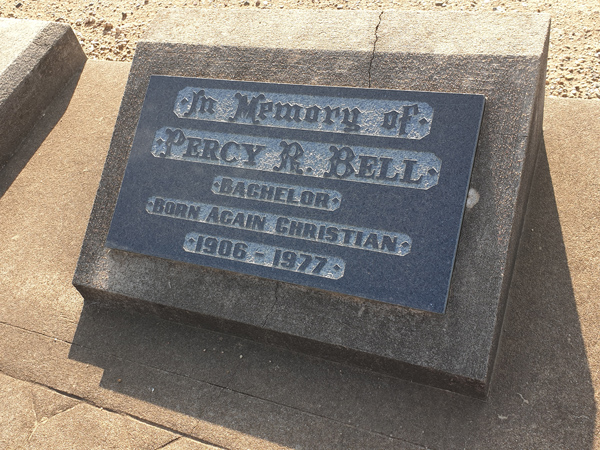 In Memory of
PERCY R. BELL
BACHELOR
BORN AGAIN CHRISTIAN
1906 - 1977